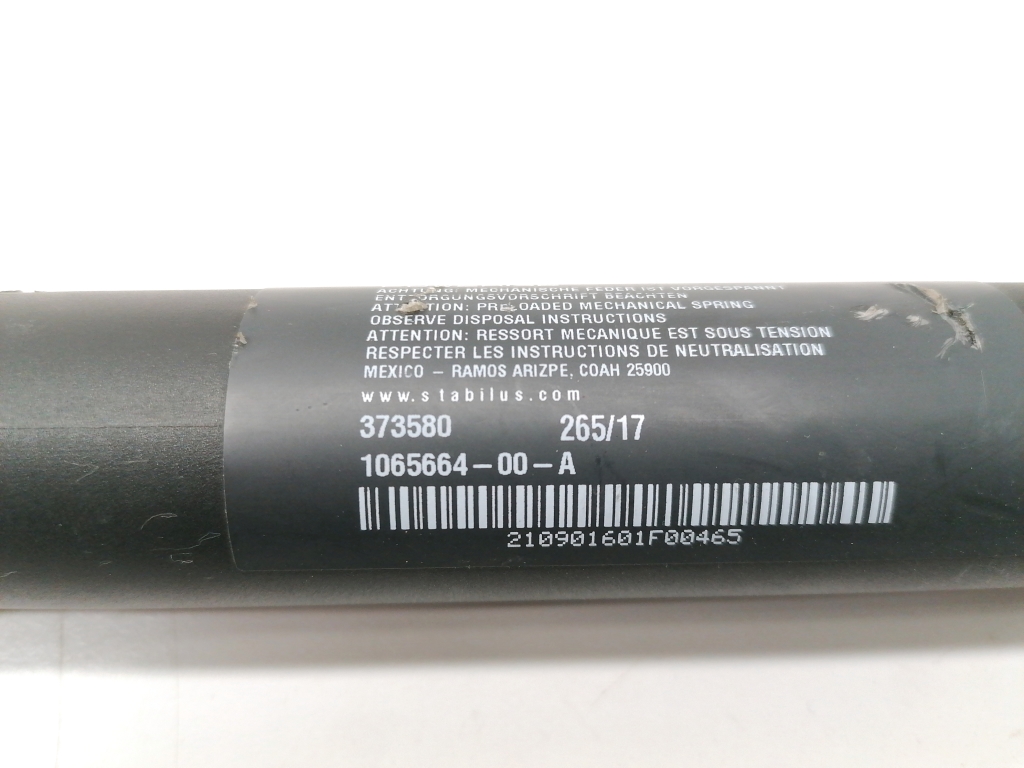 ACHTUNG: MECHANISCHE FEDER IST VORGESPANNT
ENTSORGUNGSVORSCHRIFT BEACHTEN
ATTENTION: PRELOADED MECHANICAL SPRING
OBSERVE DISPOSAL INSTRUCTIONS
ATTENTION: RESSORT MECANIQUE EST SOUS TENSION
RESPECTER LES INSTRUCTIONS DE NEUTRALISATION
MEXICO - RAMOS ARIZPE, COAH 25900
www.stabilus.com
373580 265/17
1065664-00-A
210901601F00465